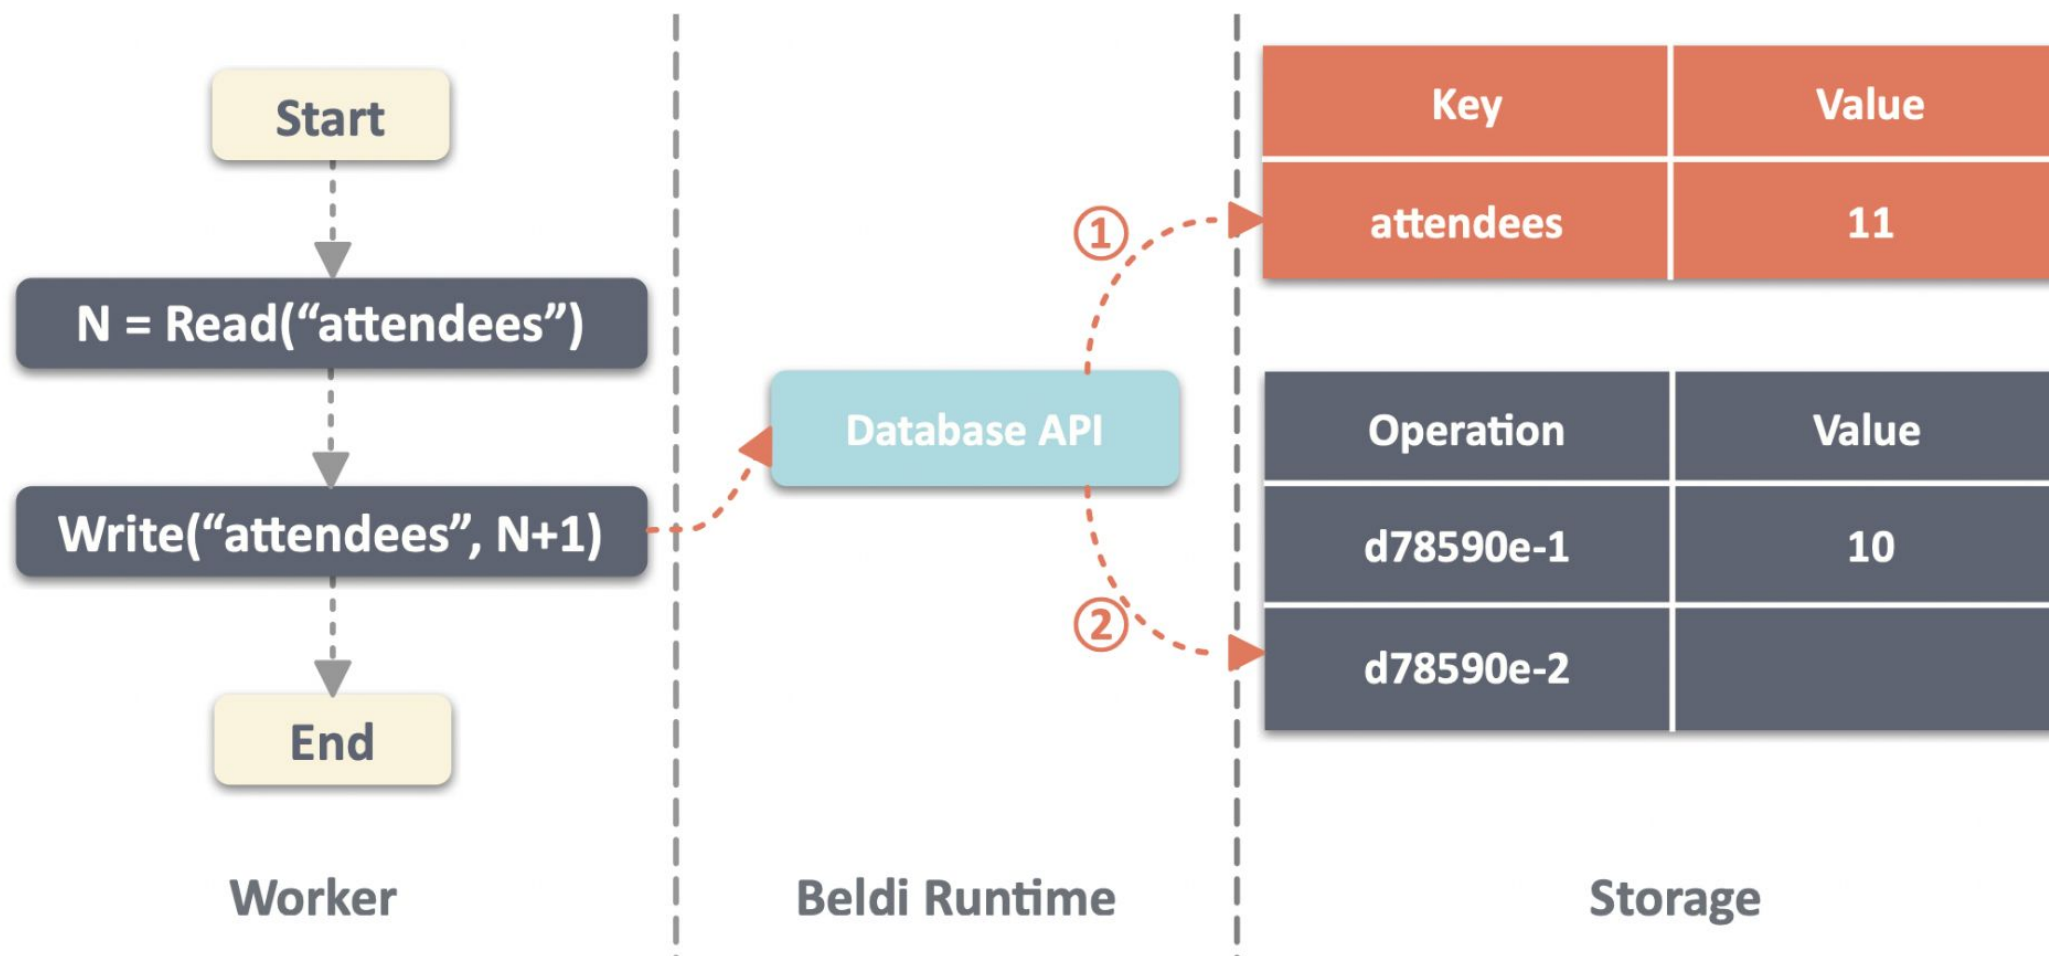 Start
N = Read(“attendees”)
Write(“attendees”, N+1)
End
Worker
Database API
①
②
Beldi Runtime
Key Value
attendees 11
Operation Value
d78590e-1 10
d78590e-2
Storage